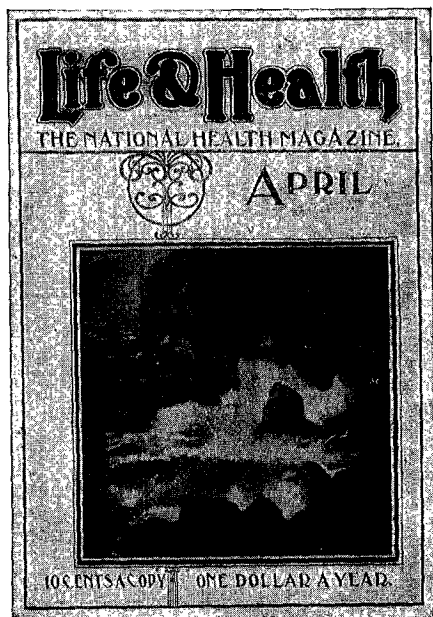 Life & Health
THE NATIONAL HEALTH MAGAZINE.
APRIL
10 CENTS A COPY
ONE DOLLAR A YEAR.